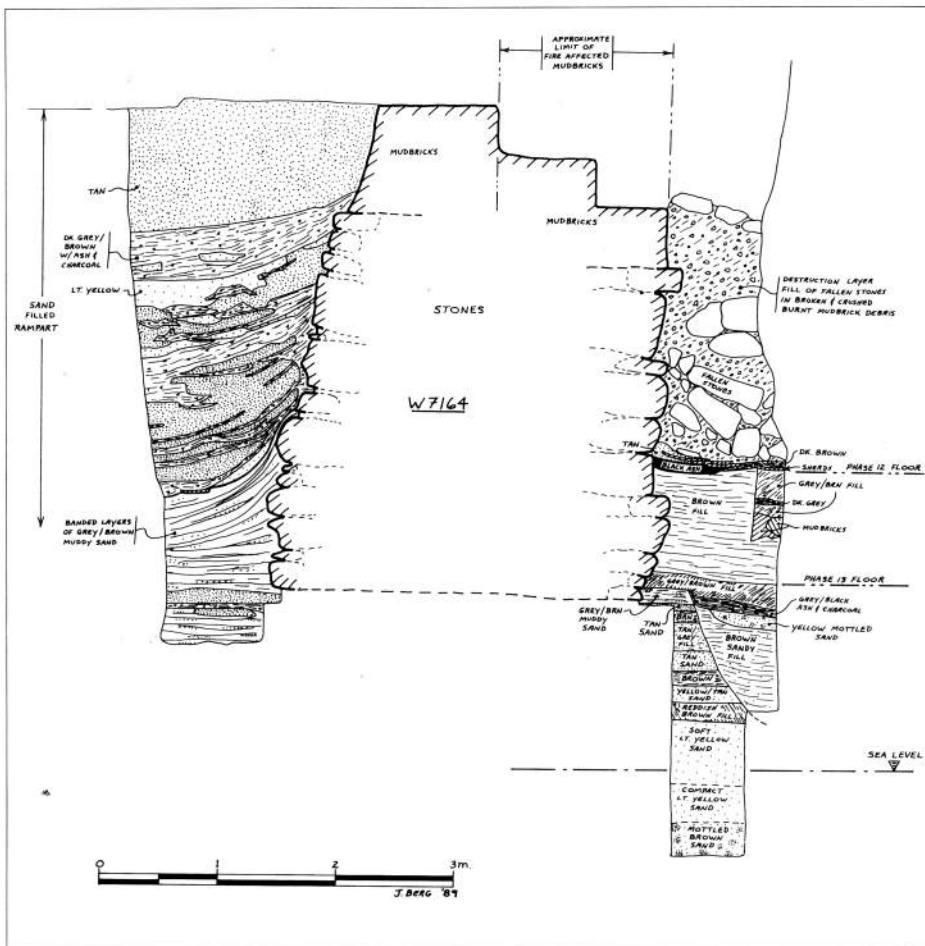 APPROXIMATE
LIMIT OF
FIRE AFFECTED
MUDBRICKS
MUDBRICKS
TAN
MUDBRICKS
DK. GREY/
BROWN
W/ ASH &
CHARCOAL
LT. YELLOW
SAND
FILLED
RAMPART
STONES
DESTRUCTION LAYER
FILL OF FALLEN STONES
IN BROKEN & CRUSHED
BURNT MUDBRICK DEBRIS
FALLEN
STONES
W7164
TAN
BLACK ASH
DK. BROWN
SHERDS
PHASE 12 FLOOR
GREY/BRN FILL
BROWN
FILL
DK. GREY
MUDBRICKS
BANDED LAYERS
OF GREY/BROWN
MUDDY SAND
PHASE 13 FLOOR
GREY/BROWN FILL
GREY/BLACK
ASH & CHARCOAL
GREY/BRN
MUDDY
SAND
TAN
SAND
YELLOW MOTTLED
SAND
BRN
TAN/
GREY
FILL
BROWN
SANDY
FILL
TAN
SAND
BROWN
YELLOW/TAN
SAND
REDDISH
BROWN FILL
SOFT
LT. YELLOW
SAND
SEA LEVEL
COMPACT
LT. YELLOW
SAND
MOTTLED
BROWN
SAND
0 1 2 3m.
J. BERG '89